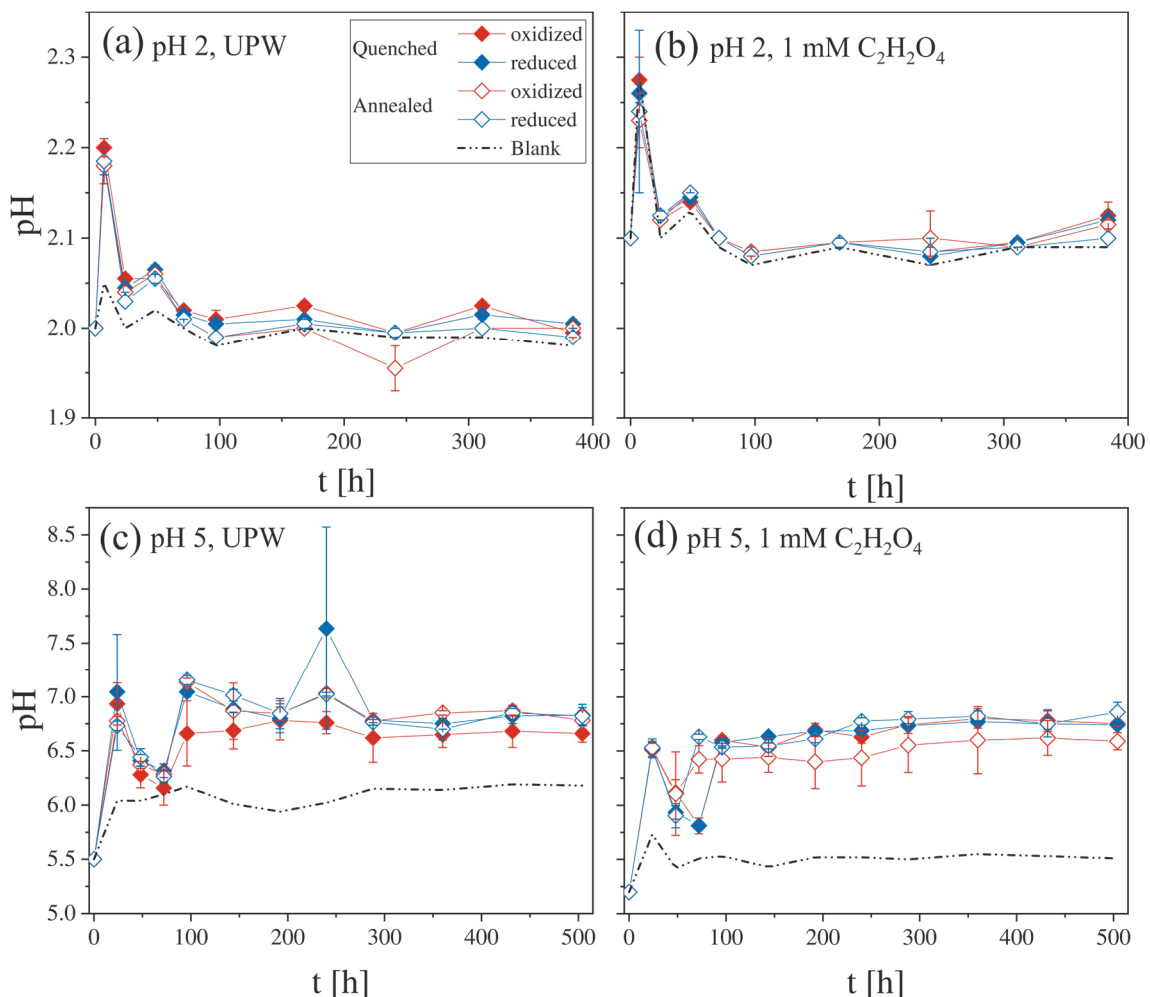 (a) pH 2, UPW
Quenched
oxidized
reduced
Annealed
oxidized
reduced
Blank
pH
2.3
2.2
2.1
2.0
1.9
0
100
200
300
400
t [h]
(b) pH 2, 1 mM C₂H₂O₄
0
100
200
300
400
t [h]
(c) pH 5, UPW
pH
8.5
8.0
7.5
7.0
6.5
6.0
5.5
5.0
0
100
200
300
400
500
t [h]
(d) pH 5, 1 mM C₂H₂O₄
0
100
200
300
400
500
t [h]